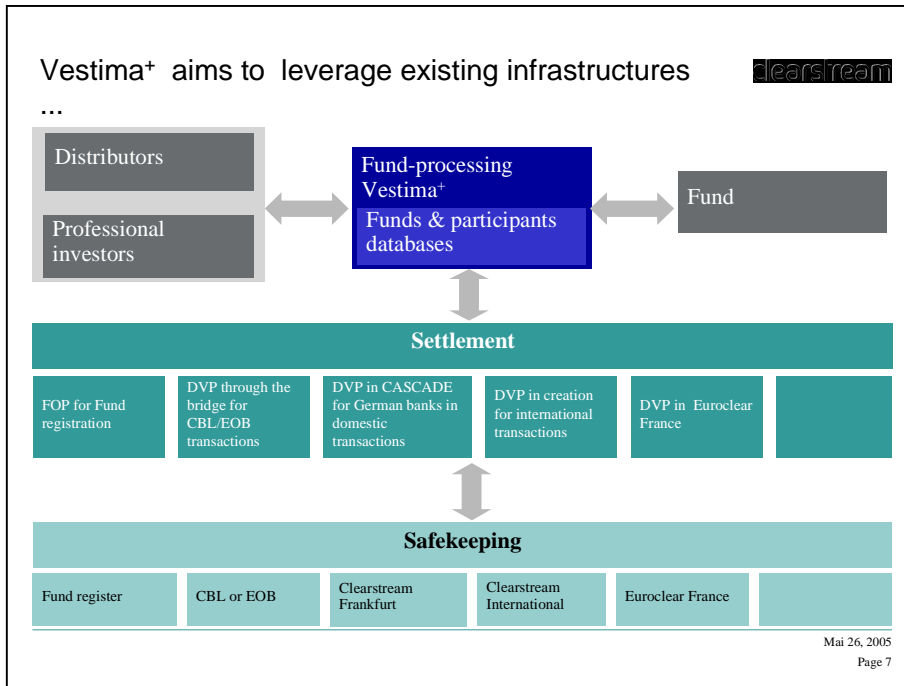 Vestima+ aims to leverage existing infrastructures
...
clearstream
Distributors
Professional
investors
Fund-processing
Vestima+
Funds & participants
databases
Fund
Settlement
FOP for Fund
registration
DVP through the
bridge for
CBL/EOB
transactions
DVP in CASCADE
for German banks in
domestic
transactions
DVP in creation
for international
transactions
DVP in Euroclear
France
Safekeeping
Fund register
CBL or EOB
Clearstream
Frankfurt
Clearstream
International
Euroclear France
Mai 26, 2005
Page 7